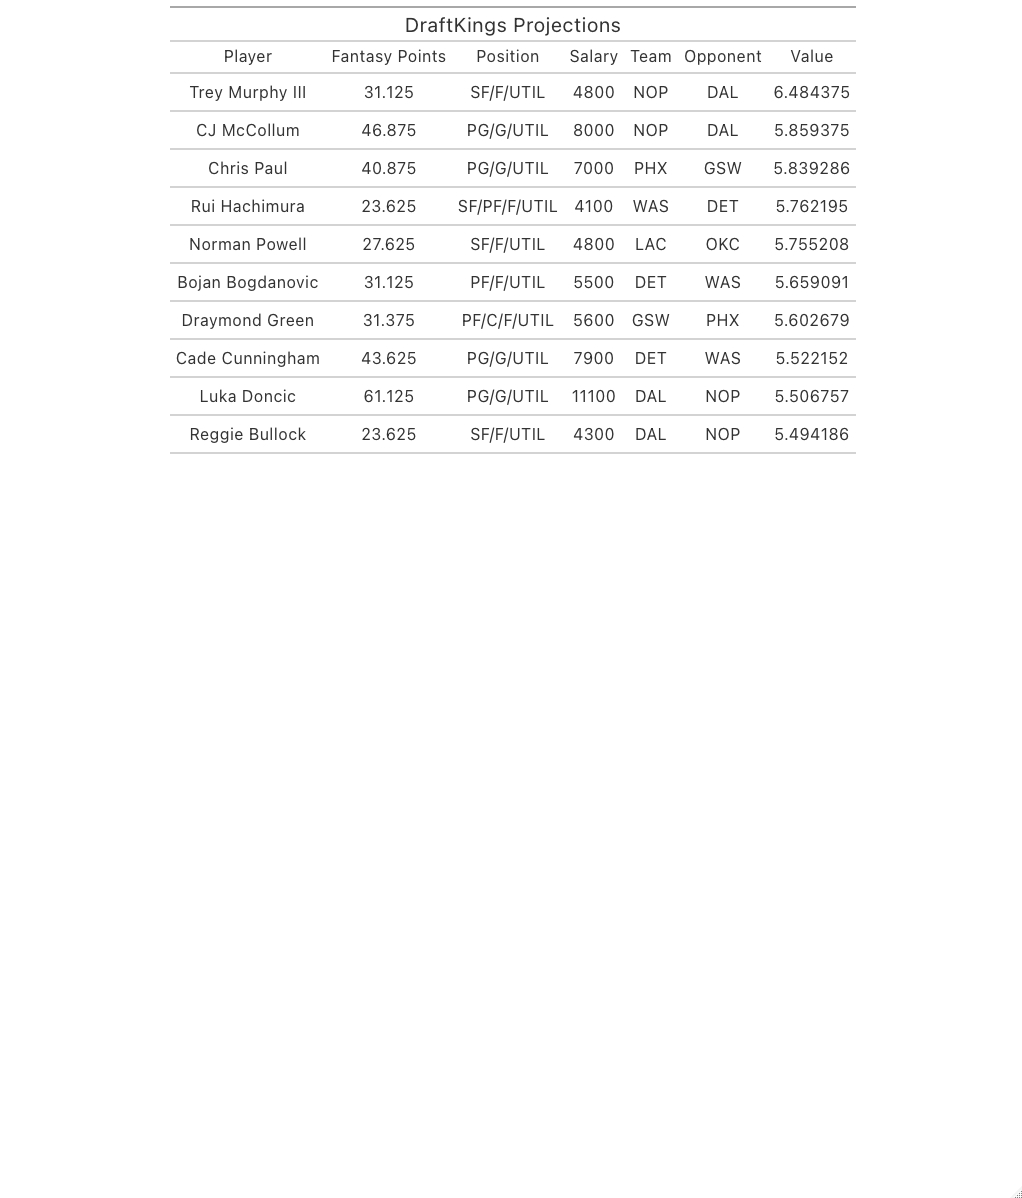 DraftKings Projections
Player Fantasy Points Position Salary Team Opponent Value
Trey Murphy III 31.125 SF/F/UTIL 4800 NOP DAL 6.484375
CJ McCollum 46.875 PG/G/UTIL 8000 NOP DAL 5.859375
Chris Paul 40.875 PG/G/UTIL 7000 PHX GSW 5.839286
Rui Hachimura 23.625 SF/PF/F/UTIL 4100 WAS DET 5.762195
Norman Powell 27.625 SF/F/UTIL 4800 LAC OKC 5.755208
Bojan Bogdanovic 31.125 PF/F/UTIL 5500 DET WAS 5.659091
Draymond Green 31.375 PF/C/F/UTIL 5600 GSW PHX 5.602679
Cade Cunningham 43.625 PG/G/UTIL 7900 DET WAS 5.522152
Luka Doncic 61.125 PG/G/UTIL 11100 DAL NOP 5.506757
Reggie Bullock 23.625 SF/F/UTIL 4300 DAL NOP 5.494186